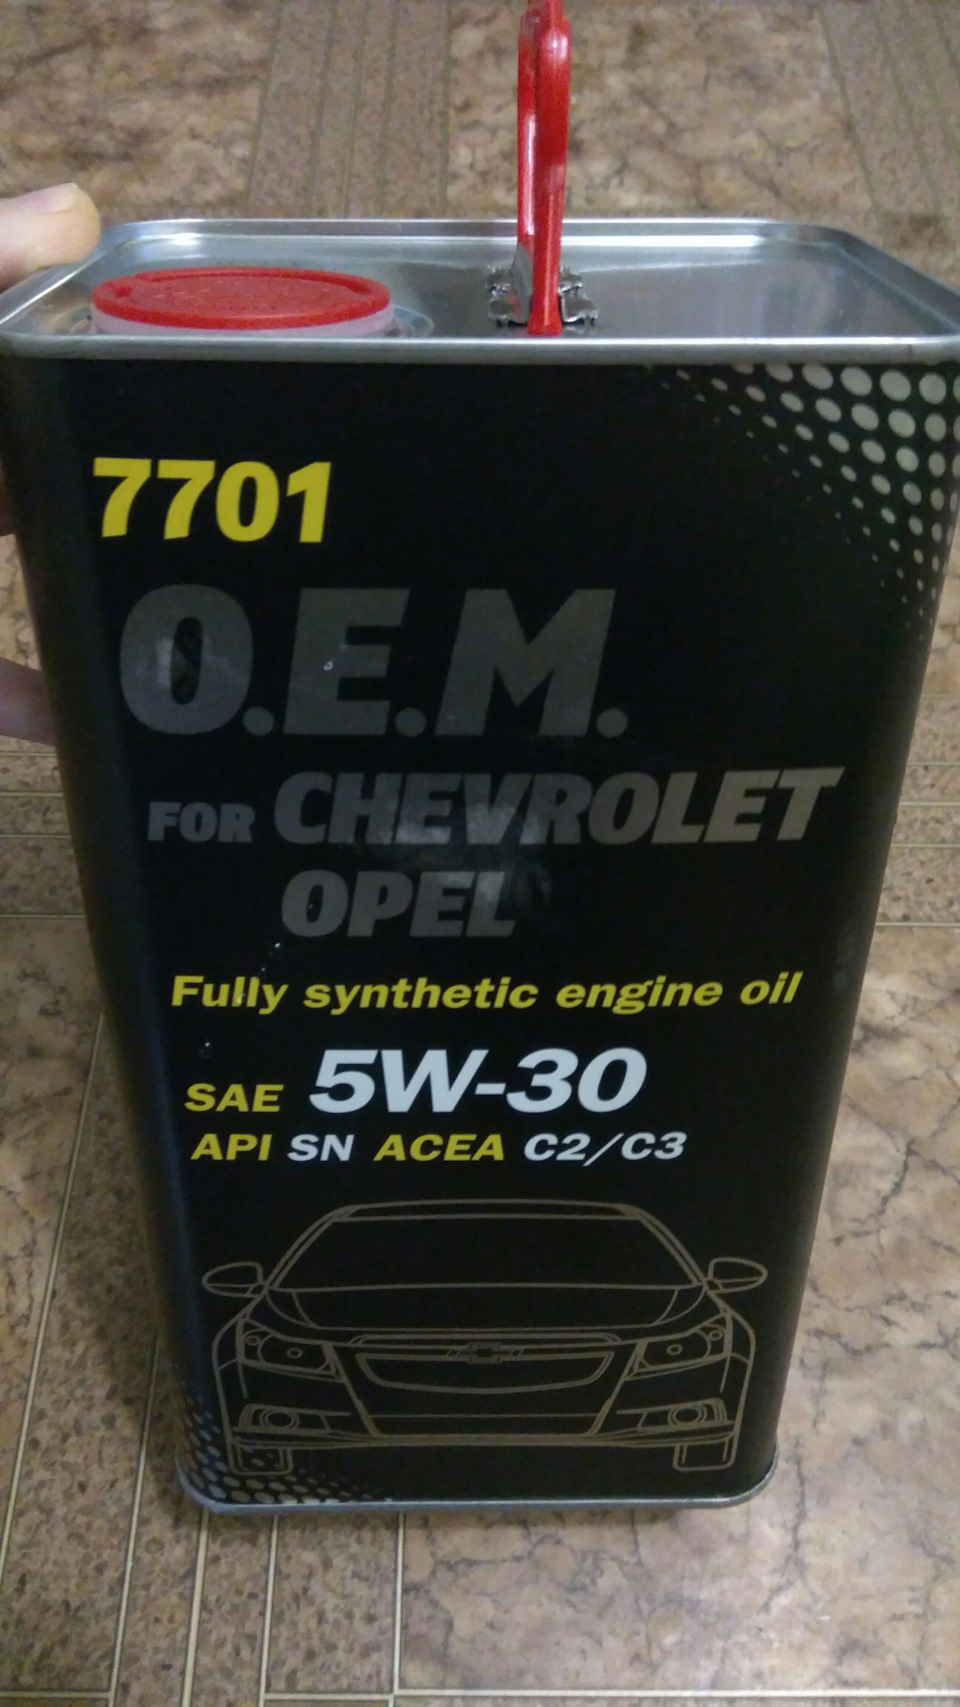 7701
O.E.M.
FOR CHEVROLET
OPEL
Fully synthetic engine oil
SAE 5W-30
API SN ACEA C2/C3